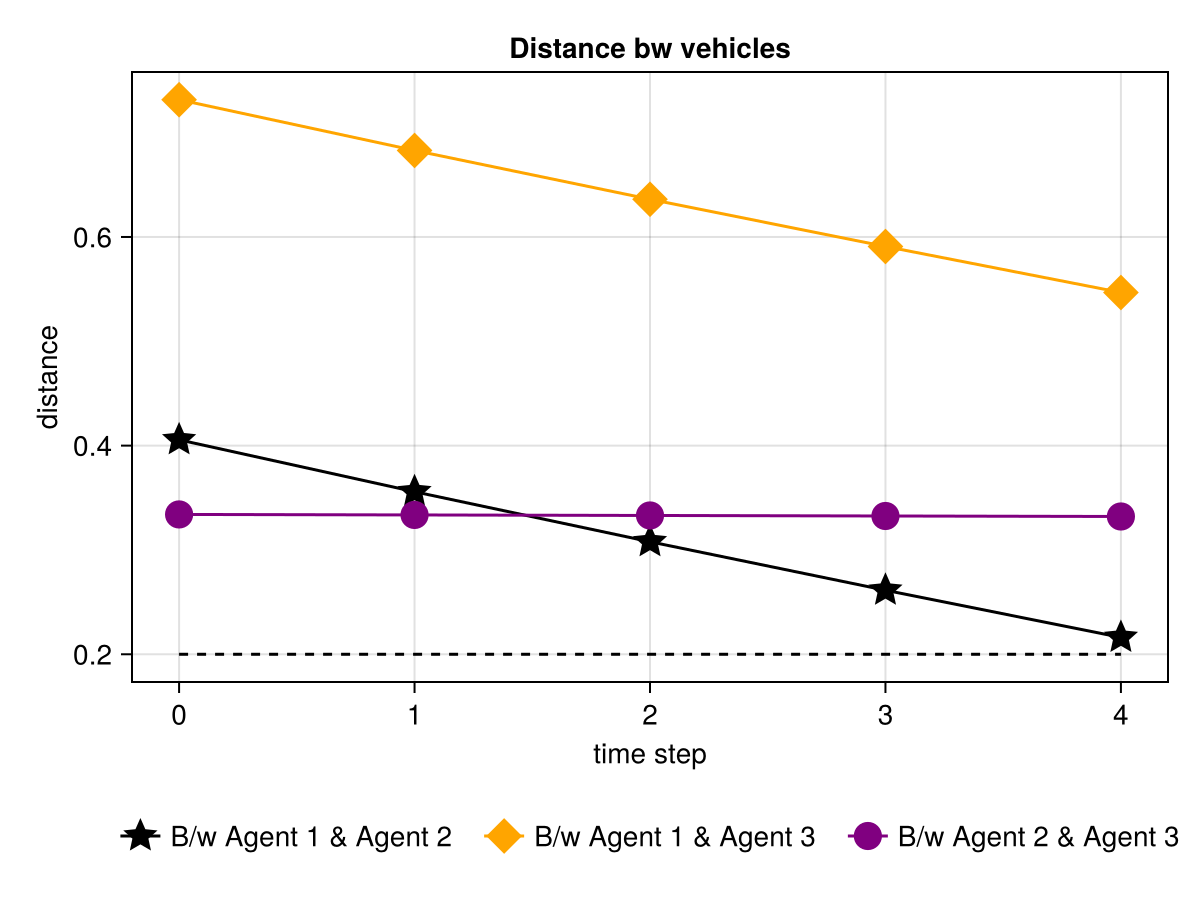 Distance bw vehicles
distance
0.6
0.4
0.2
0 1 2 3 4
time step
B/w Agent 1 & Agent 2 B/w Agent 1 & Agent 3 B/w Agent 2 & Agent 3